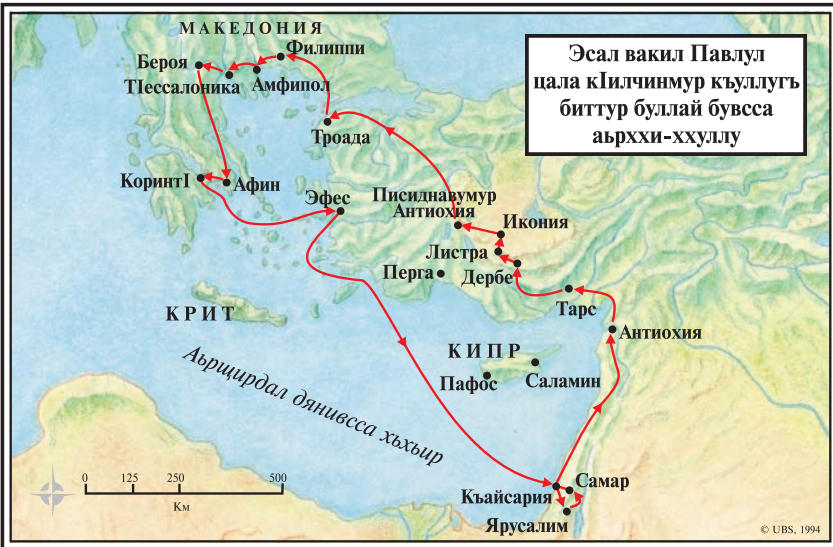 МАКЕДОНИЯ
Филиппи
Бероя
ТӀессалоника
Амфипол
Эсал вакил Павлул
цала кӀилчинмур къуллугъ
биттур буллай бувсса
аьрххи-ххуллу
Троада
КоринтӀ
Афин
Эфес
Писиднавумур
Антиохия
Икония
Листра
Перга
Дербе
Тарс
КРИТ
Антиохия
КИПР
Пафос
Саламин
Аьрщирдал дянивсса хьхьир
0 125 250 500
Км
Къайсария
Самар
Ярусалим
© UBS, 1994